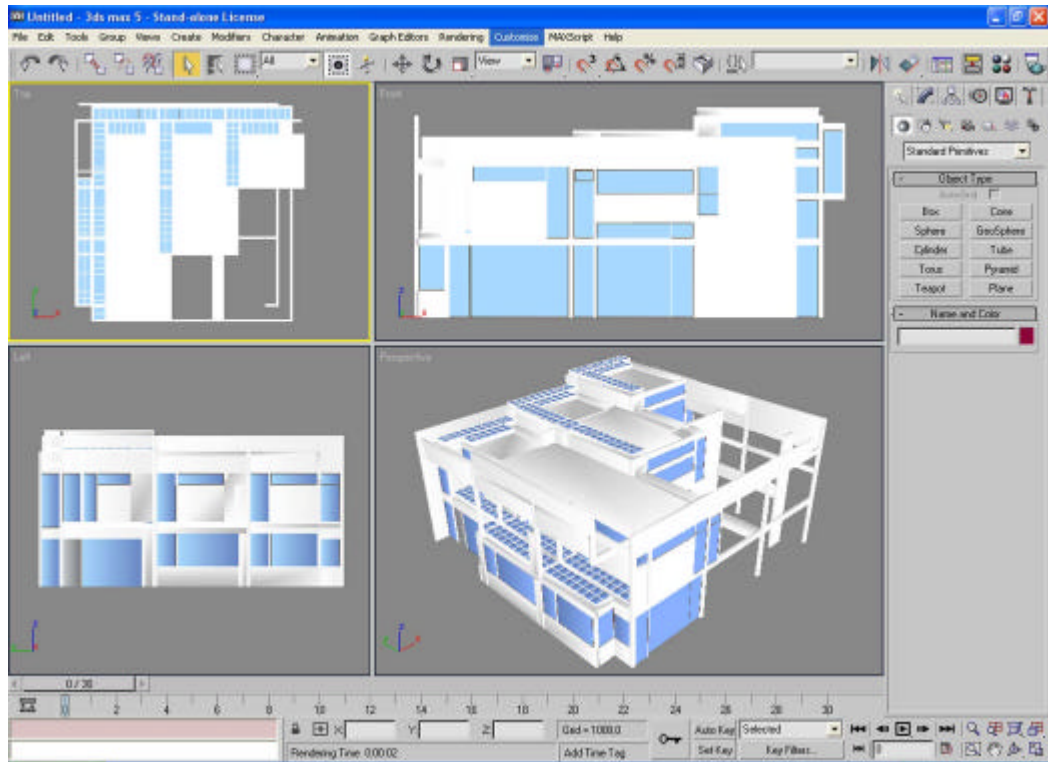 Untitled - 3ds max 5 - Stand-alone License
File Edit Tools Group Views Create Modifiers Character Animation Graph Editors Rendering Customize MAXScript Help
All
View
Top
Front
Standard Primitives
- Object Type
AutoGrid
Box Cone
Sphere GeoSphere
Cylinder Tube
Torus Pyramid
Teapot Plane
- Name and Color
Left
Perspective
0 / 30
0 2 4 6 8 10 12 14 16 18 20 22 24 26 28 30
X: Y: Z: Grid = 1000.0 Auto Key Selected
Rendering Time 0:00:02 Add Time Tag Set Key Key Filters... 0